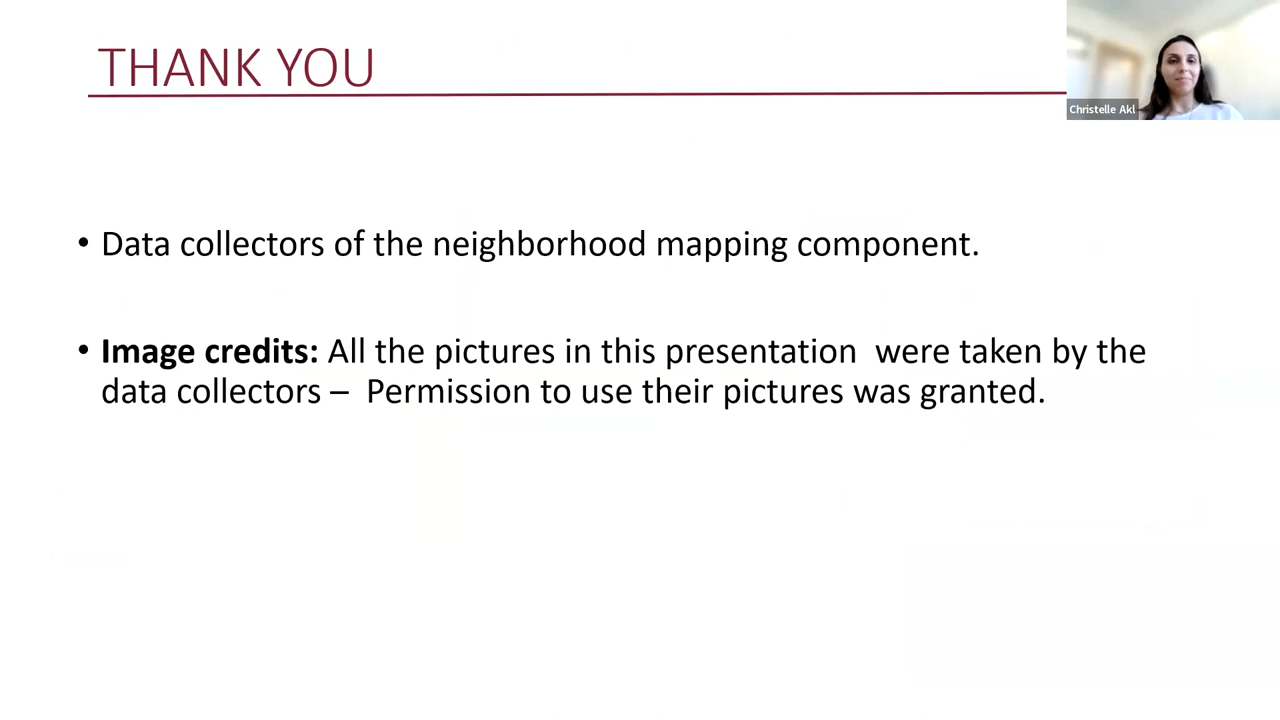 THANK YOU
Christelle Akl
• Data collectors of the neighborhood mapping component.
• Image credits: All the pictures in this presentation  were taken by the
data collectors –  Permission to use their pictures was granted.